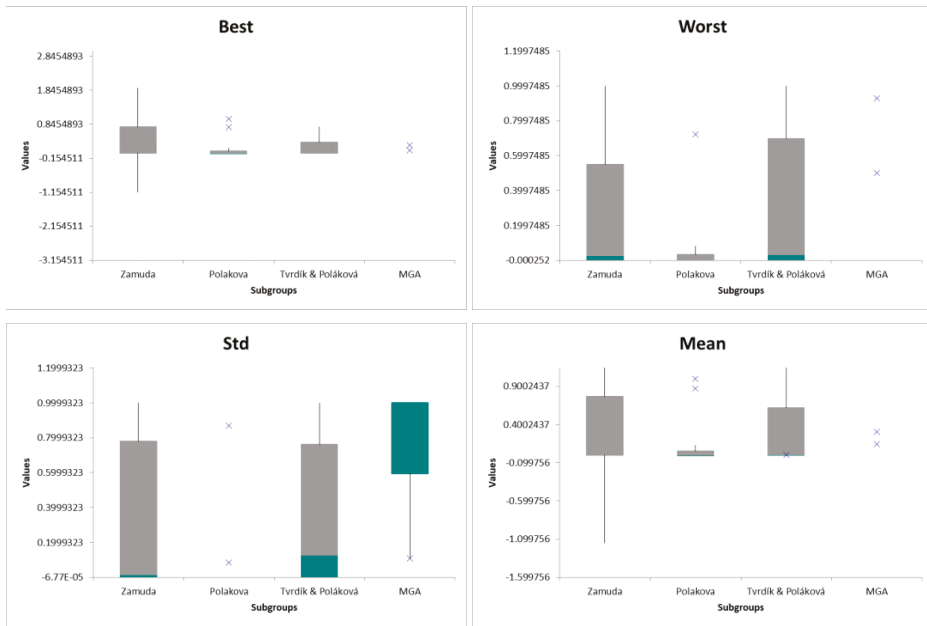 Best
Values
2.8454893
1.8454893
0.8454893
-0.154511
-1.154511
-2.154511
-3.154511
Zamuda Polakova Tvrdík & Poláková MGA
Subgroups
Worst
Values
1.1997485
0.9997485
0.7997485
0.5997485
0.3997485
0.1997485
-0.000252
Zamuda Polakova Tvrdík & Poláková MGA
Subgroups
Std
Values
1.1999323
0.9999323
0.7999323
0.5999323
0.3999323
0.1999323
-6.77E-05
Zamuda Polakova Tvrdík & Poláková MGA
Subgroups
Mean
Values
0.9002437
0.4002437
-0.099756
-0.599756
-1.099756
-1.599756
Zamuda Polakova Tvrdík & Poláková MGA
Subgroups